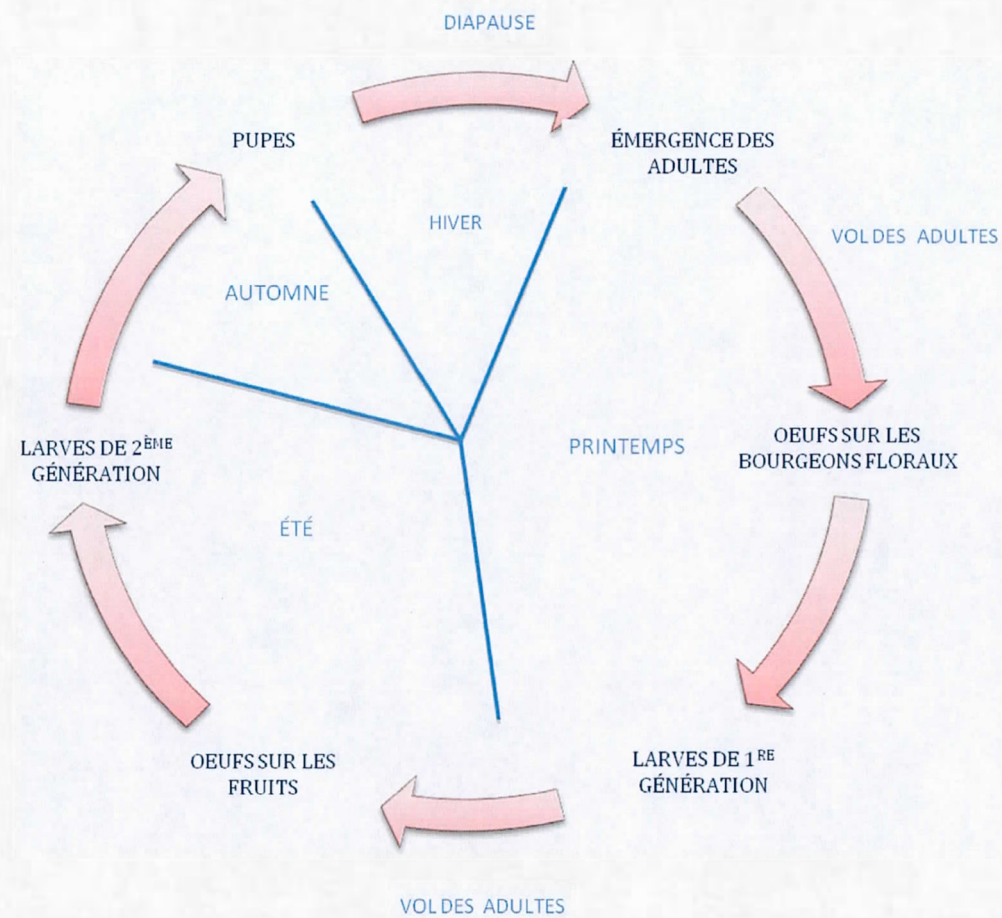 DIAPAUSE
PUPES
ÉMERGENCE DES
ADULTES
HIVER
VOL DES ADULTES
AUTOMNE
LARVES DE 2ÈME
GÉNÉRATION
PRINTEMPS
OEUFS SUR LES
BOURGEONS FLORAUX
ÉTÉ
OEUFS SUR LES
FRUITS
LARVES DE 1RE
GÉNÉRATION
VOL DES ADULTES